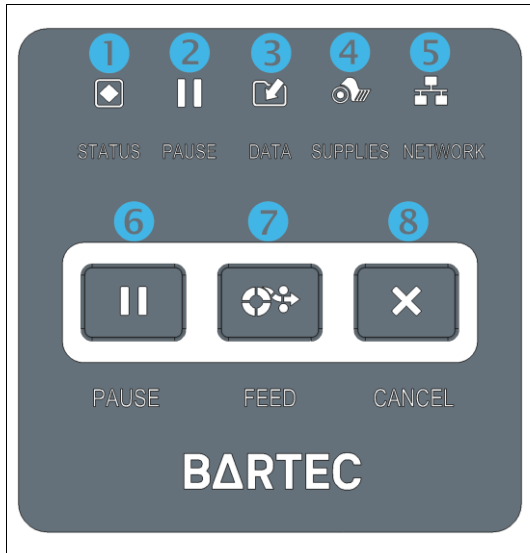 1 2 3 4 5
STATUS PAUSE DATA SUPPLIES NETWORK
6 7 8
PAUSE FEED CANCEL
BARTEC